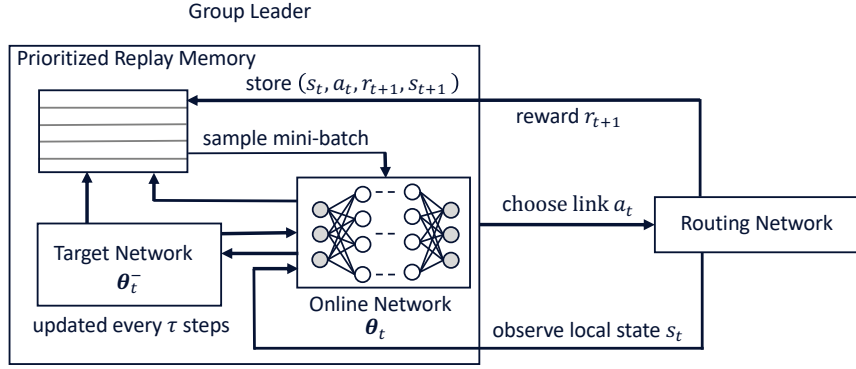 Group Leader
Prioritized Replay Memory
store (s_t, a_t, r_{t+1}, s_{t+1})
reward r_{t+1}
sample mini-batch
choose link a_t
Routing Network
Target Network
θ_t^-
updated every τ steps
Online Network
θ_t
observe local state s_t